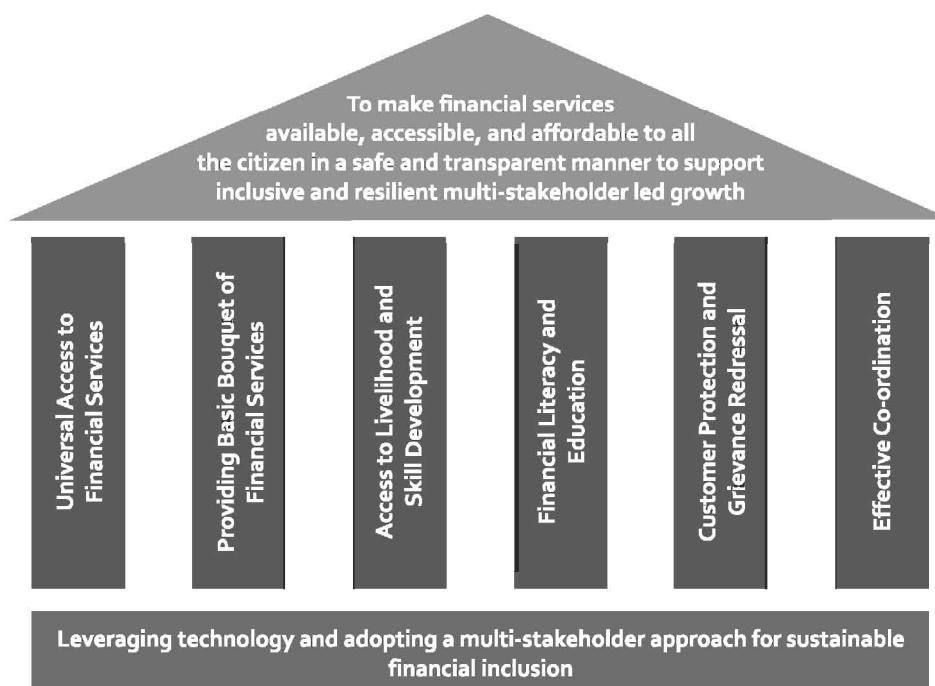 To make financial services
available, accessible, and affordable to all
the citizen in a safe and transparent manner to support
inclusive and resilient multi-stakeholder led growth
Universal Access to
Financial Services
Providing Basic Bouquet of
Financial Services
Access to Livelihood and
Skill Development
Financial Literacy and
Education
Customer Protection and
Grievance Redressal
Effective Co-ordination
Leveraging technology and adopting a multi-stakeholder approach for sustainable
financial inclusion